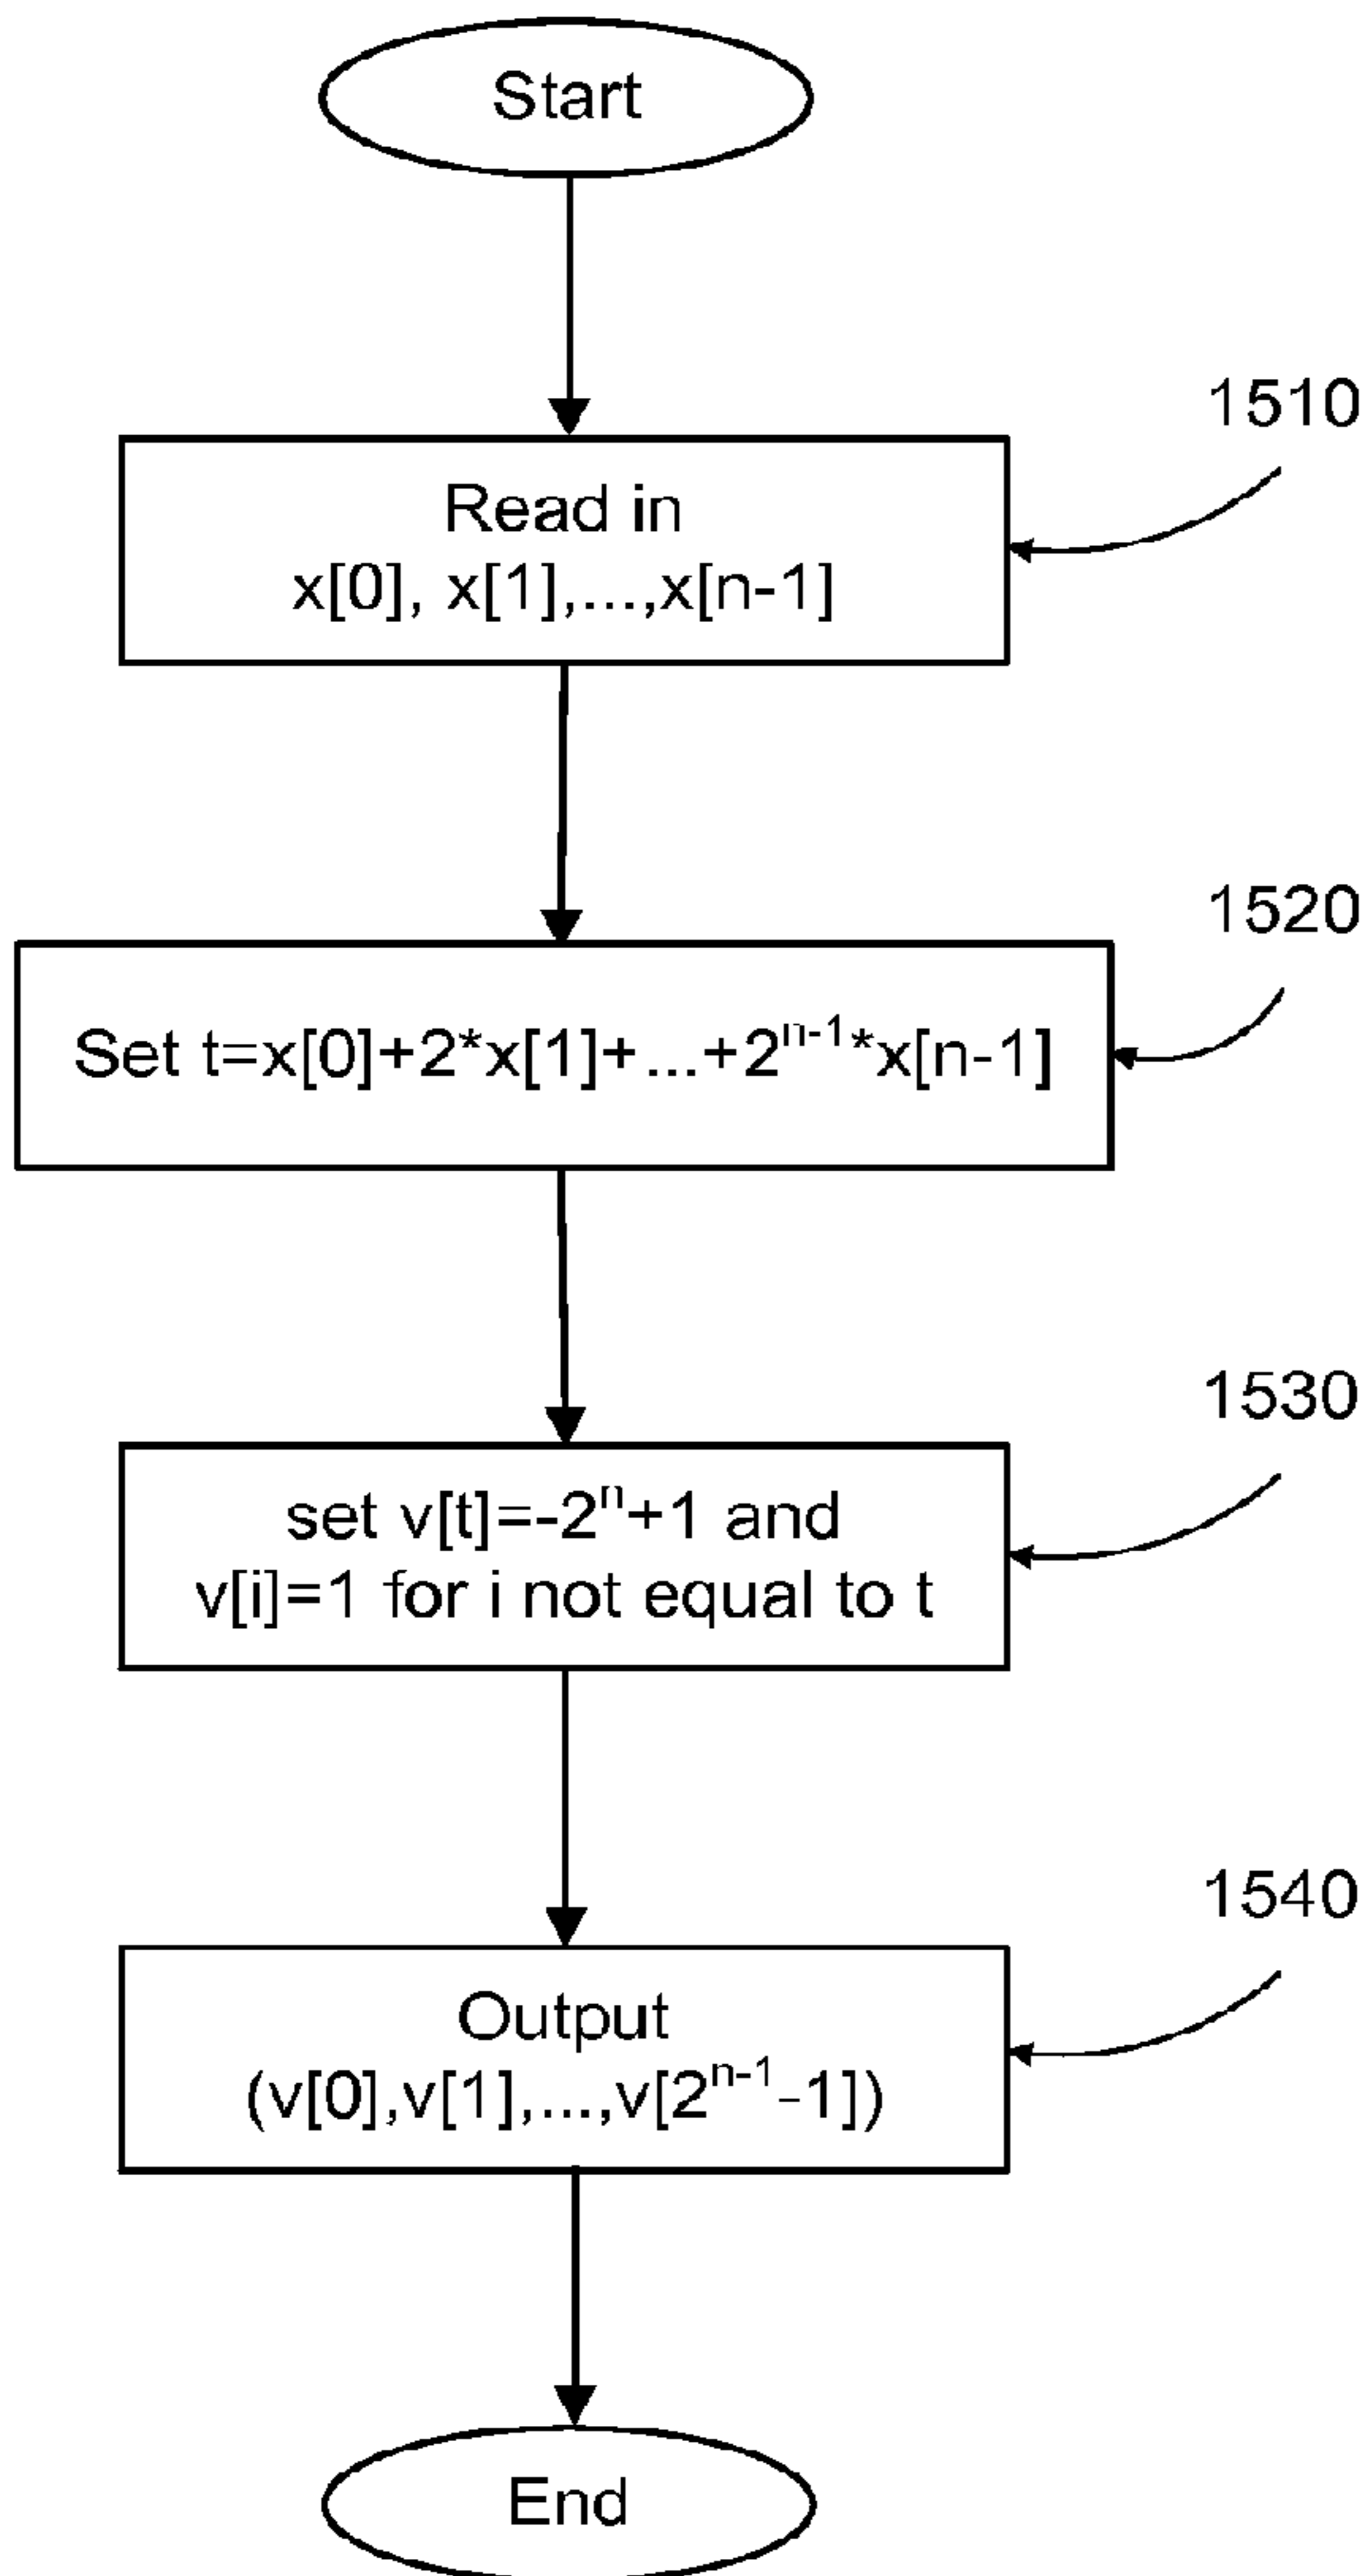 Start
1510
Read in
x[0], x[1],...,x[n-1]
1520
Set t=x[0]+2*x[1]+...+2ⁿ⁻¹*x[n-1]
1530
set v[t]=-2ⁿ+1 and
v[i]=1 for i not equal to t
1540
Output
(v[0],v[1],...,v[2ⁿ⁻¹-1])
End